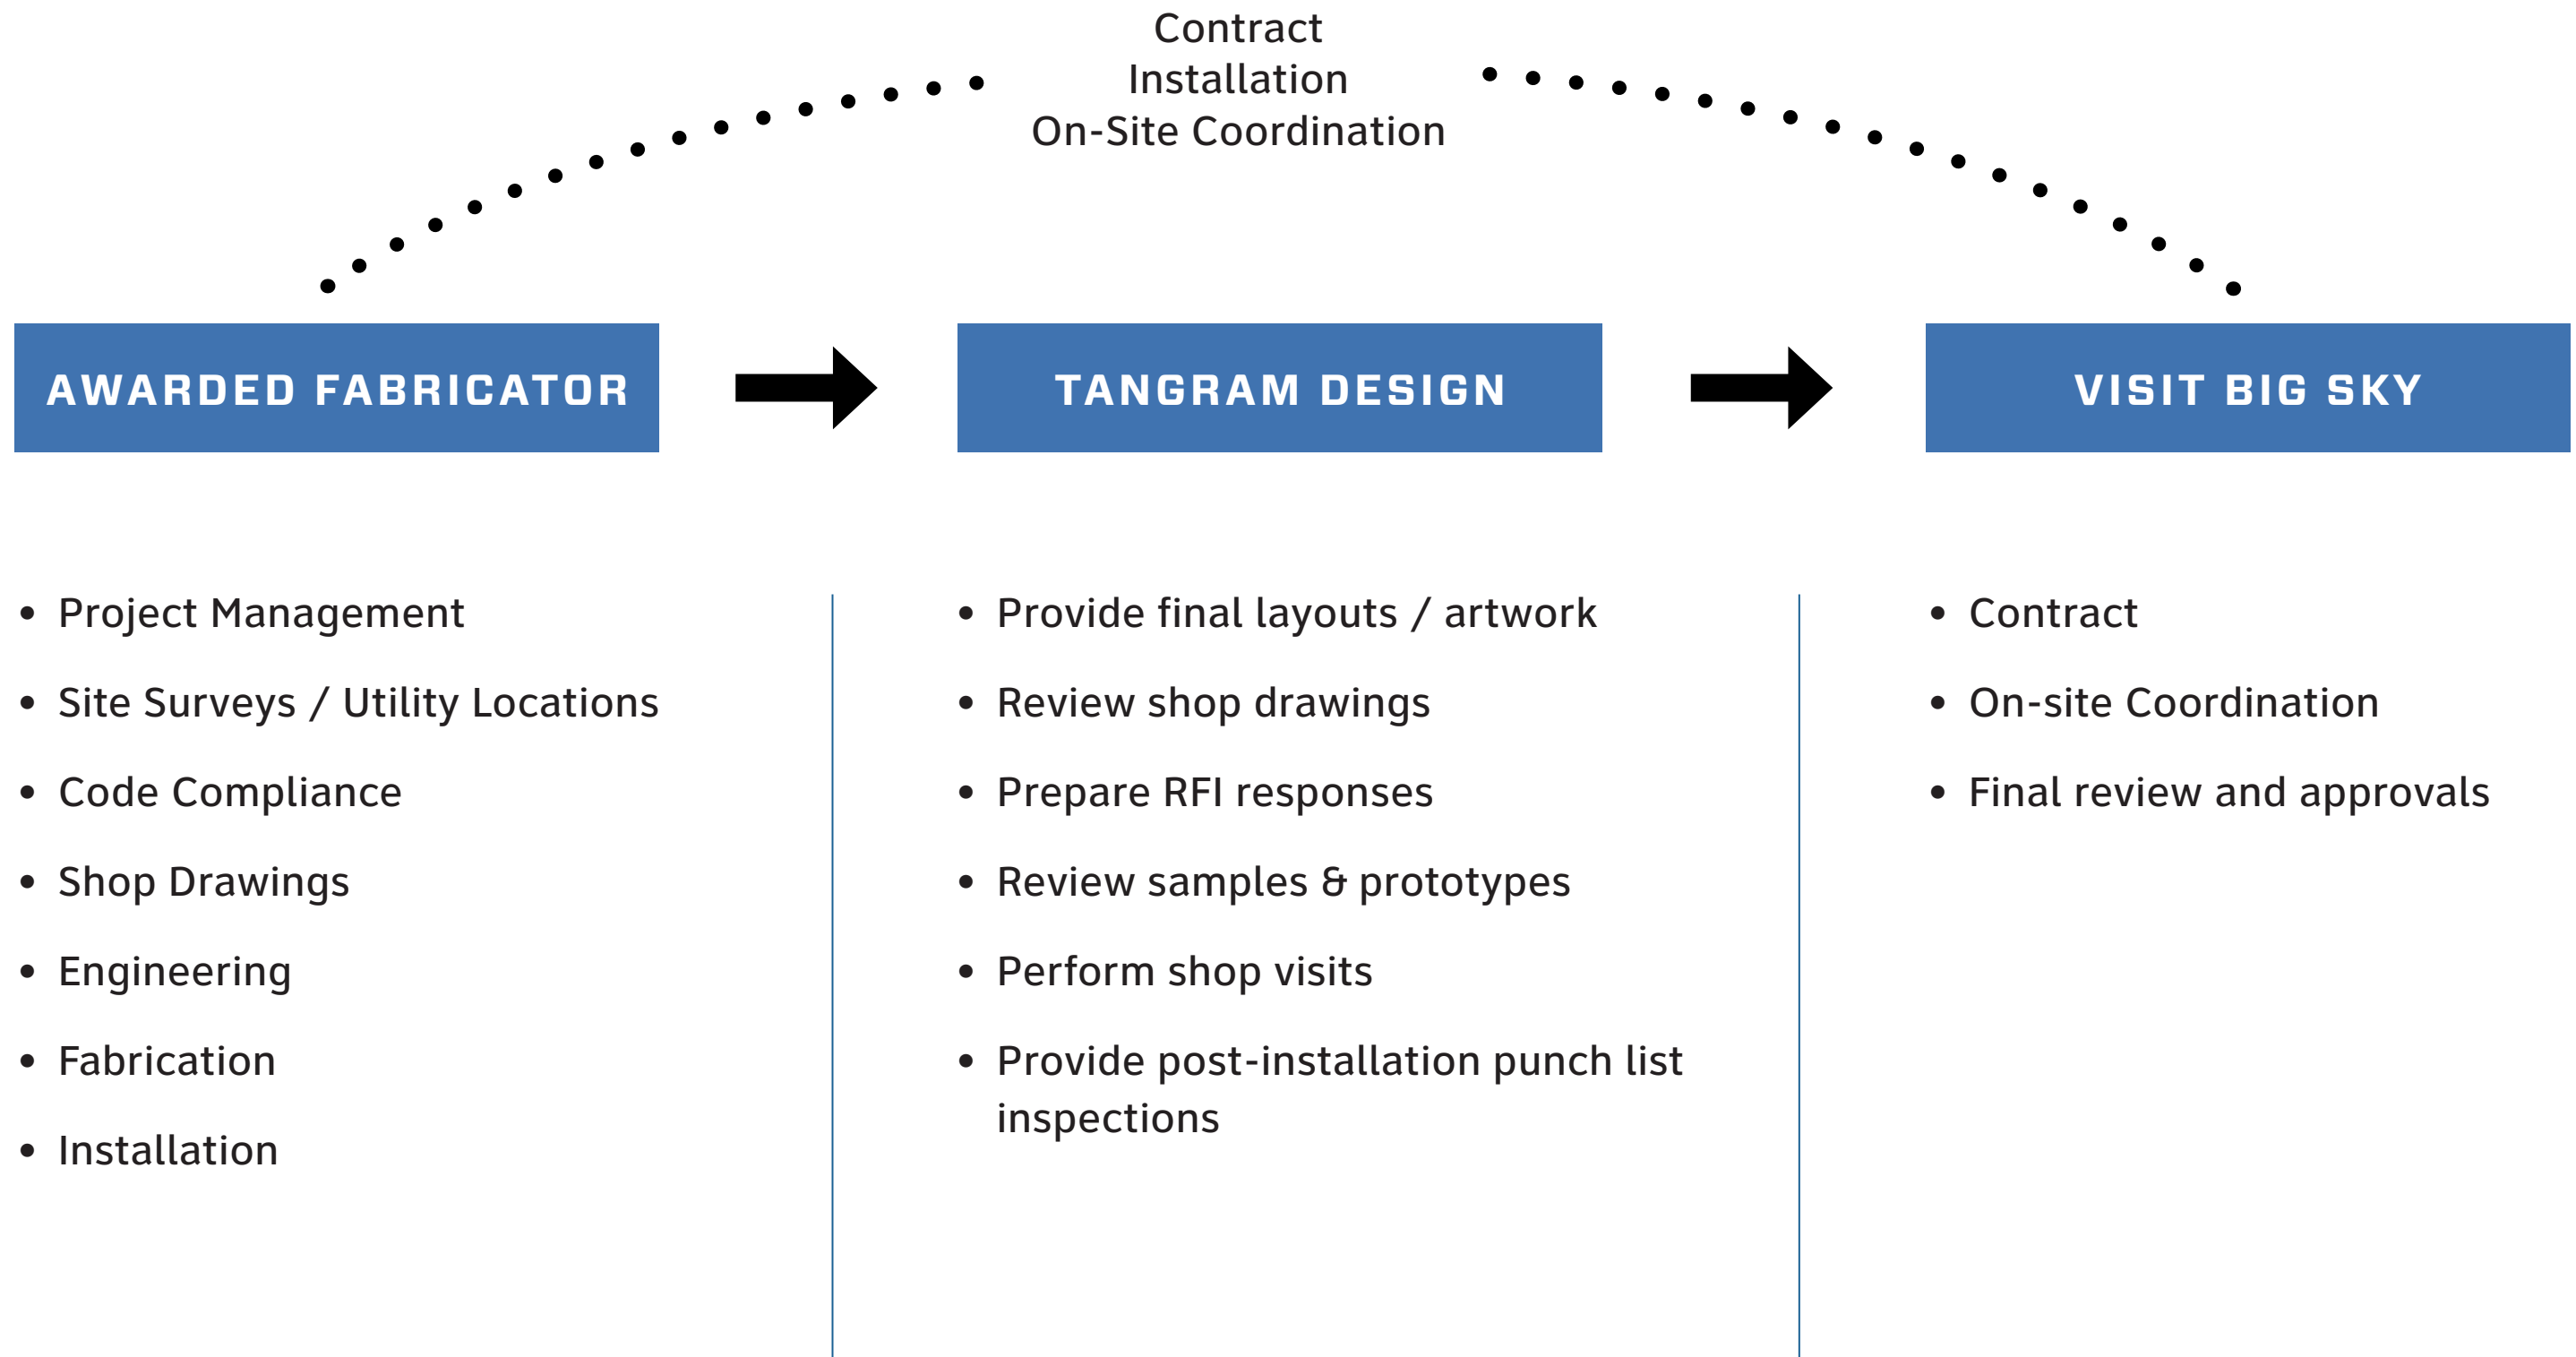 Contract
Installation
On-Site Coordination
AWARDED FABRICATOR
TANGRAM DESIGN
VISIT BIG SKY
• Project Management
• Site Surveys / Utility Locations
• Code Compliance
• Shop Drawings
• Engineering
• Fabrication
• Installation
• Provide final layouts / artwork
• Review shop drawings
• Prepare RFI responses
• Review samples & prototypes
• Perform shop visits
• Provide post-installation punch list
inspections
• Contract
• On-site Coordination
• Final review and approvals